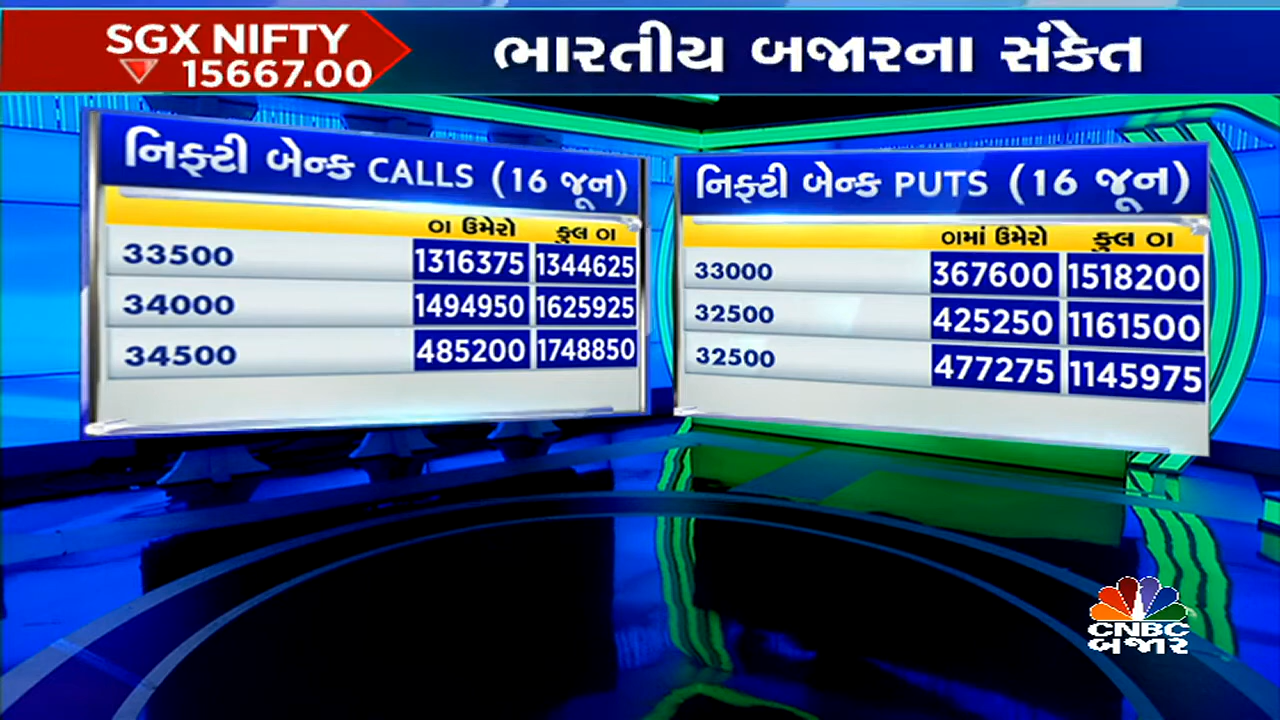 SGX NIFTY
15667.00
ભારતીય બજારના સંકેત
નિફ્ટી બેન્ક CALLS (16 જૂન)
OI ઉમેરો કુલ OI
33500 1316375 1344625
34000 1494950 1625925
34500 485200 1748850
નિફ્ટી બેન્ક PUTS (16 જૂન)
OIમાં ઉમેરો કુલ OI
33000 367600 1518200
32500 425250 1161500
32500 477275 1145975
CNBC
બજાર